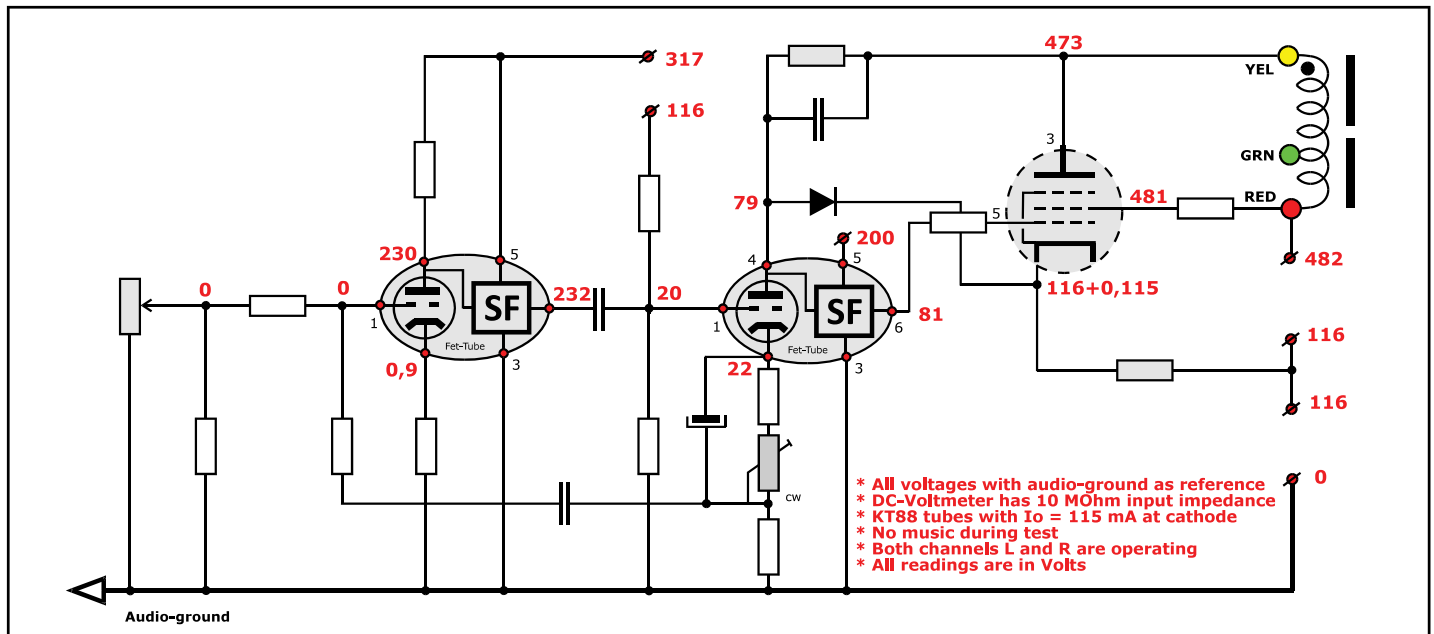 317
473
YEL
116
3
GRN
79
5
481
RED
230
5
4
200
5
482
0
0
SF
232
20
SF
116+0,115
1
1
81
6
Fet-Tube
Fet-Tube
0,9
3
22
3
116
116
cw
0
* All voltages with audio-ground as reference
* DC-Voltmeter has 10 MOhm input impedance
* KT88 tubes with Io = 115 mA at cathode
* No music during test
* Both channels L and R are operating
* All readings are in Volts
Audio-ground